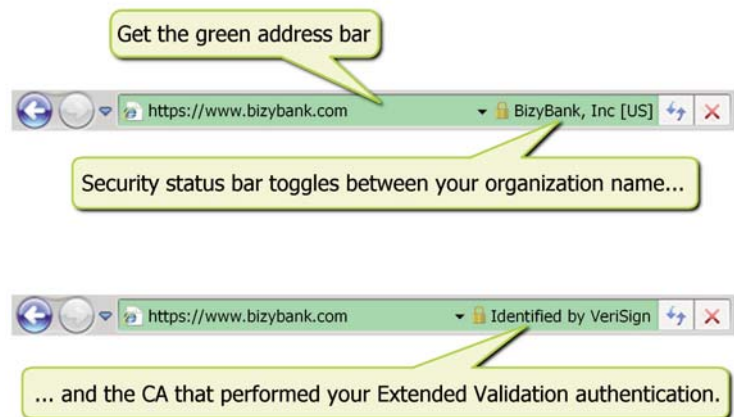 Get the green address bar
https://www.bizybank.com BizyBank, Inc [US]
Security status bar toggles between your organization name...
https://www.bizybank.com Identified by VeriSign
... and the CA that performed your Extended Validation authentication.